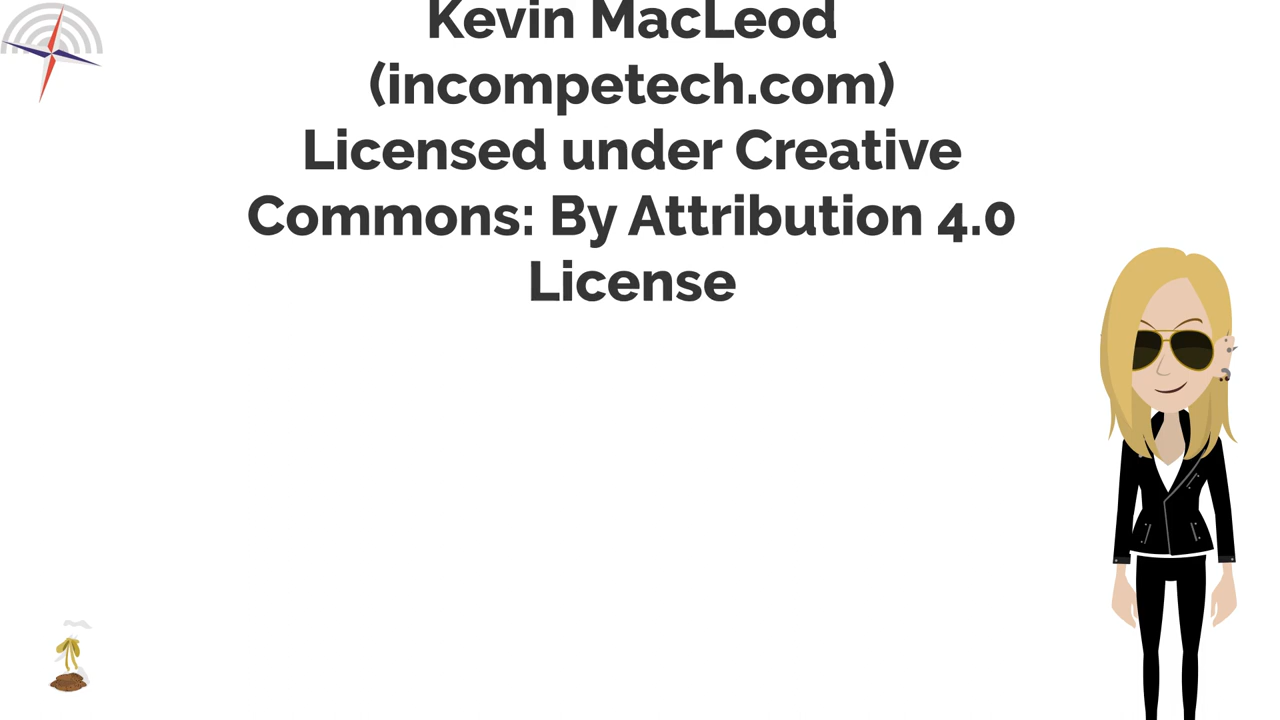 Kevin MacLeod
(incompetech.com)
Licensed under Creative
Commons: By Attribution 4.0
License